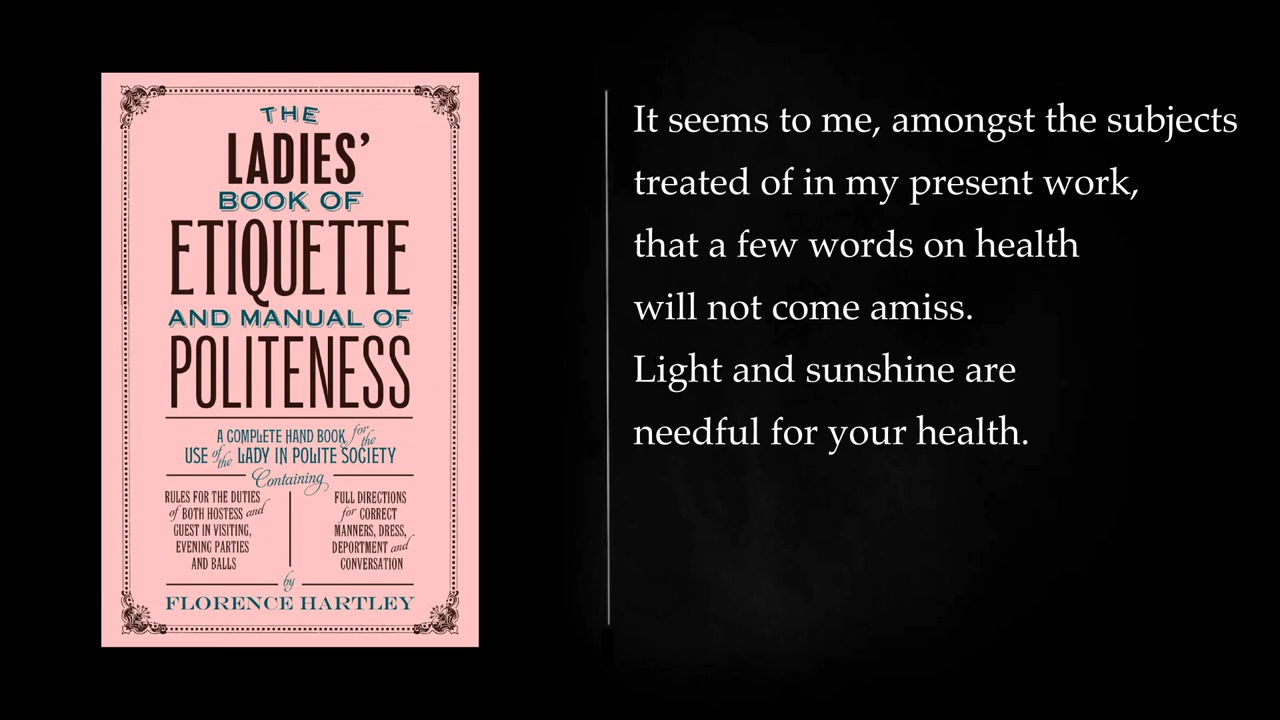 THE
LADIES'
BOOK OF
ETIQUETTE
AND MANUAL OF
POLITENESS
A COMPLETE HAND BOOK for the
USE of the LADY IN POLITE SOCIETY
Containing
RULES FOR THE DUTIES
of BOTH HOSTESS and
GUEST IN VISITING,
EVENING PARTIES
AND BALLS
FULL DIRECTIONS
for CORRECT
MANNERS, DRESS,
DEPORTMENT and
CONVERSATION
by
FLORENCE HARTLEY
It seems to me, amongst the subjects
treated of in my present work,
that a few words on health
will not come amiss.
Light and sunshine are
needful for your health.